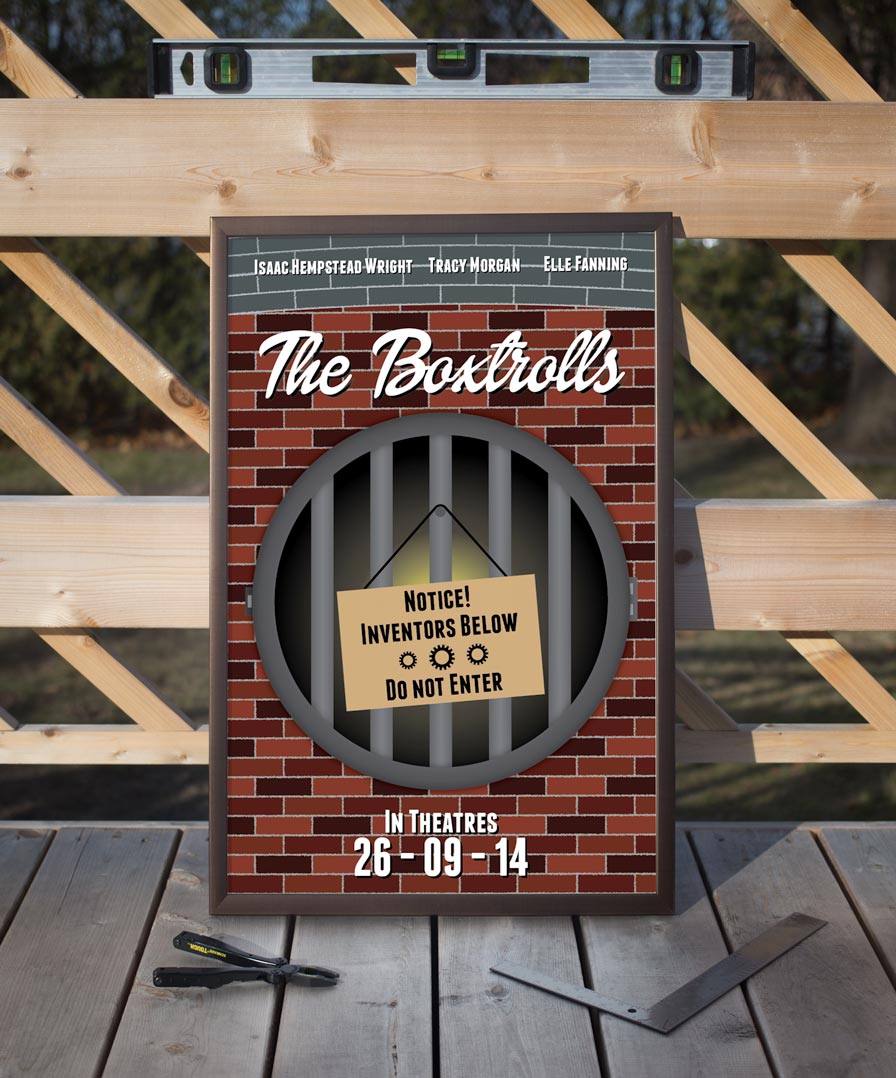 Isaac Hempstead Wright Tracy Morgan Elle Fanning
The Boxtrolls
Notice!
Inventors Below
Do not Enter
In Theatres
26 - 09 - 14